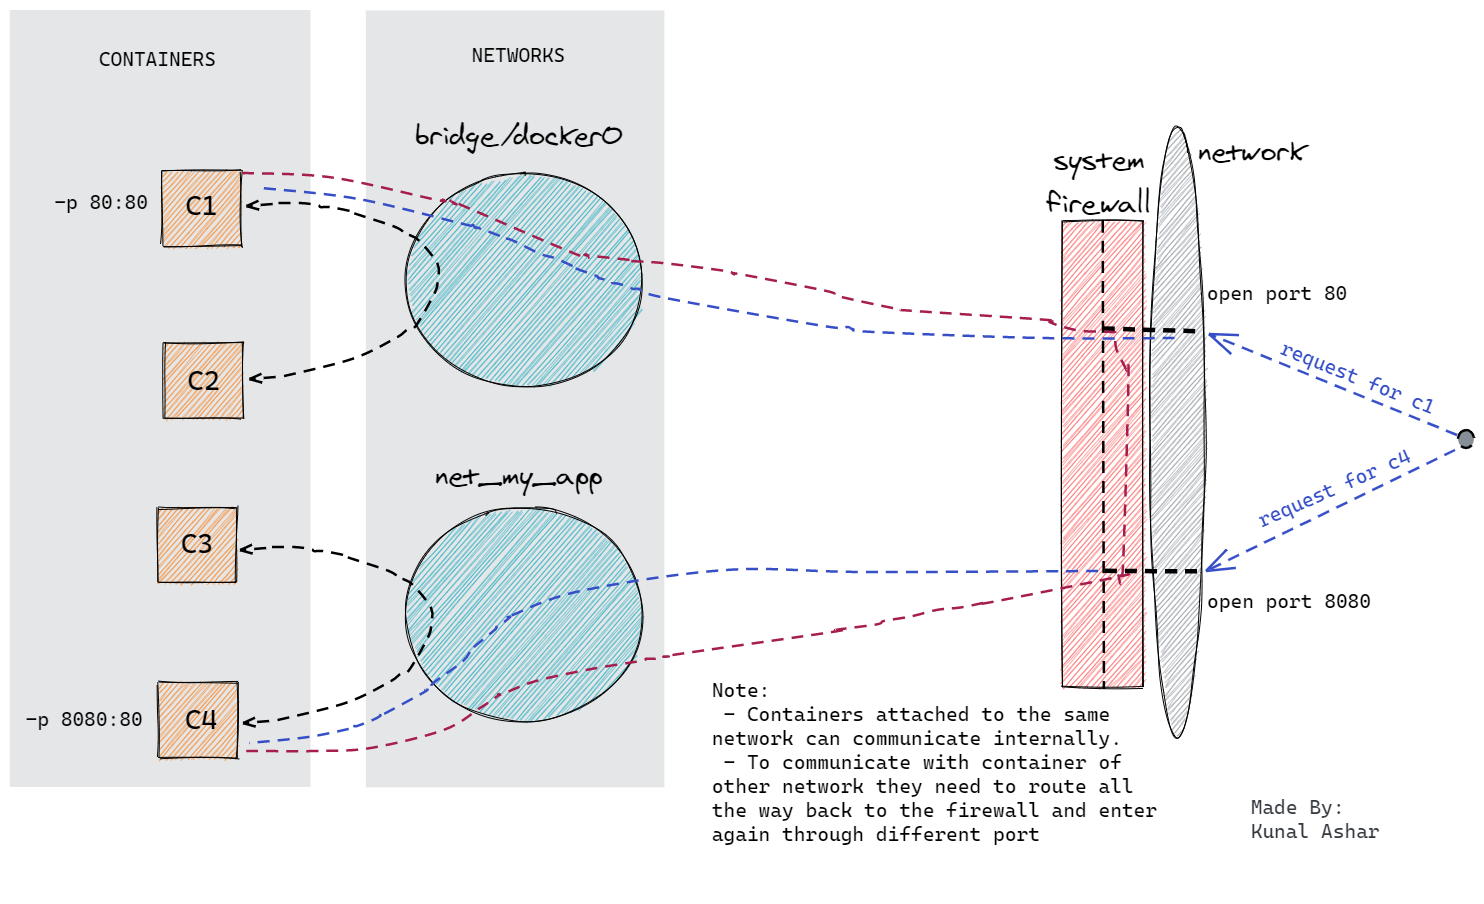 CONTAINERS
NETWORKS
bridge/docker0
system
firewall
network
-p 80:80
C1
open port 80
request for c1
C2
net_my_app
request for c4
C3
open port 8080
-p 8080:80
C4
Note:
- Containers attached to the same
network can communicate internally.
- To communicate with container of
other network they need to route all
the way back to the firewall and enter
again through different port
Made By:
Kunal Ashar